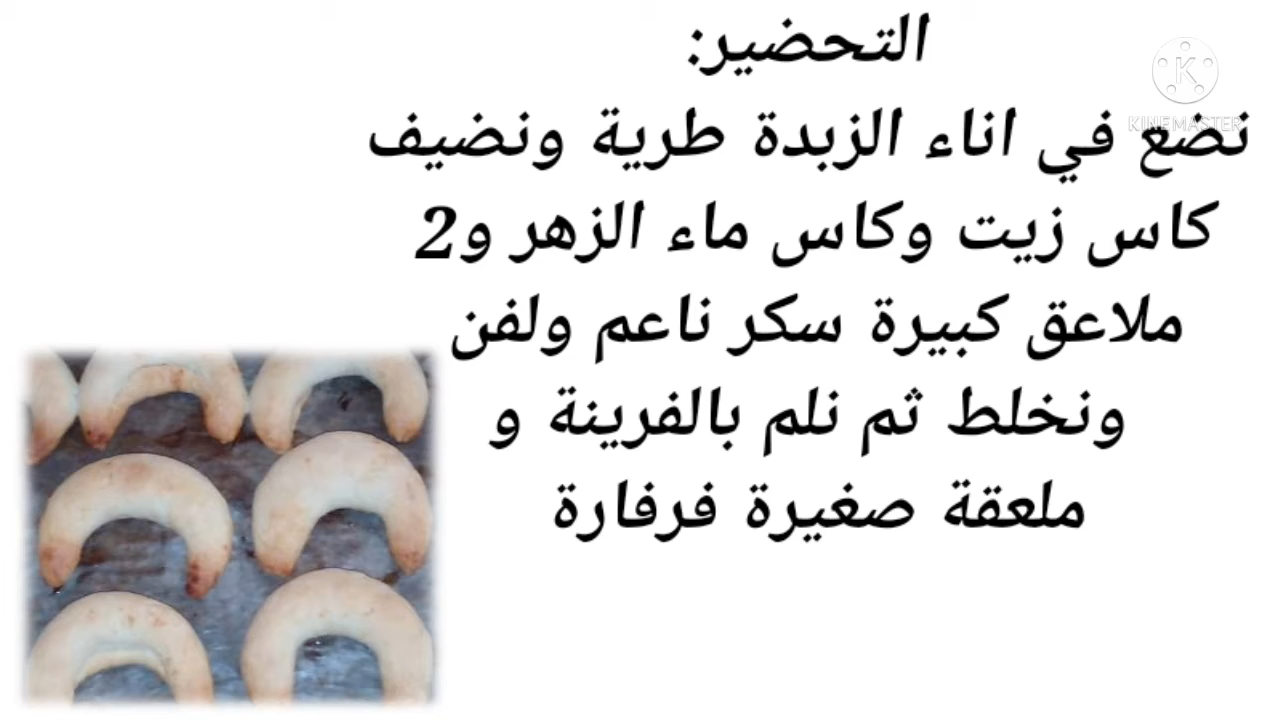 التحضير:
نضع في اناء الزبدة طرية ونضيف
كاس زيت وكاس ماء الزهر و2
ملاعق كبيرة سكر ناعم ولفن
ونخلط ثم نلم بالفرينة و
ملعقة صغيرة فرفارة
K
KINEMASTER